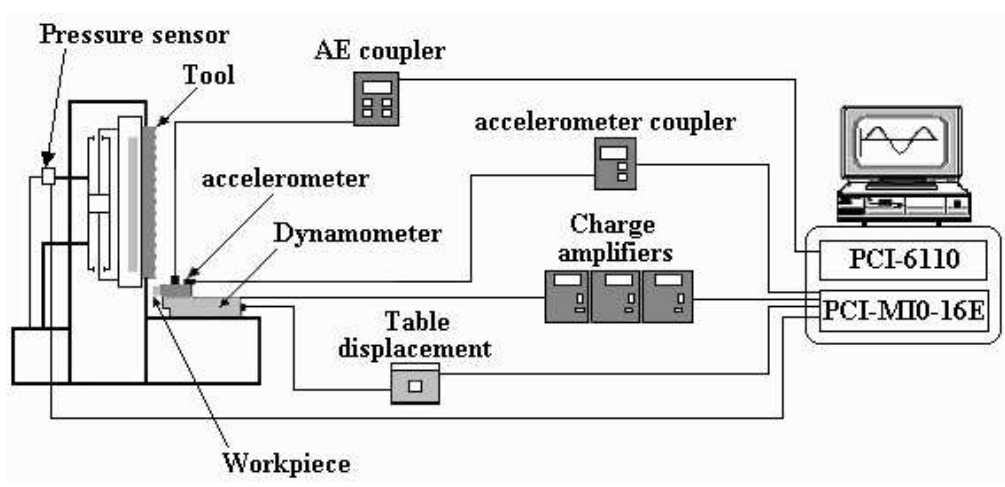 Pressure sensor
Tool
AE coupler
accelerometer coupler
accelerometer
Dynamometer
Charge
amplifiers
PCI-6110
PCI-MI0-16E
Table
displacement
Workpiece